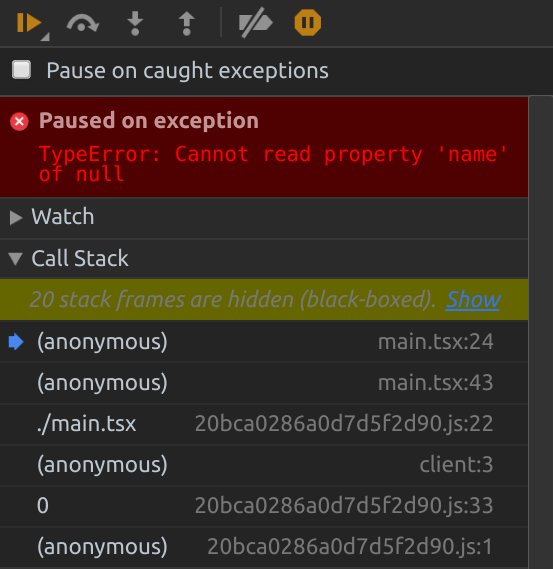 Pause on caught exceptions
Paused on exception
TypeError: Cannot read property 'name'
of null
Watch
Call Stack
20 stack frames are hidden (black-boxed). Show
(anonymous) main.tsx:24
(anonymous) main.tsx:43
./main.tsx 20bca0286a0d7d5f2d90.js:22
(anonymous) client:3
0 20bca0286a0d7d5f2d90.js:33
(anonymous) 20bca0286a0d7d5f2d90.js:1